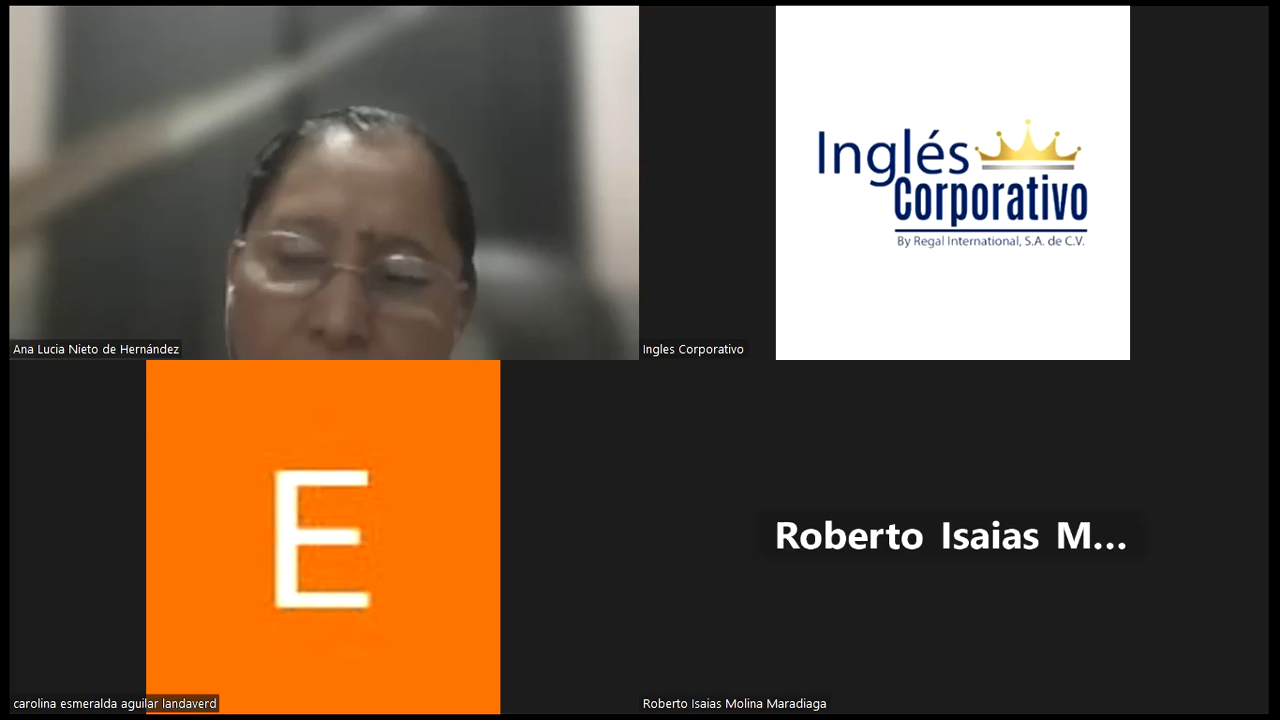 Ana Lucia Nieto de Hernández
Inglés
Corporativo
By Regal International, S.A. de C.V.
Ingles Corporativo
E
carolina esmeralda aguilar landaverd
Roberto Isaias M...
Roberto Isaias Molina Maradiaga